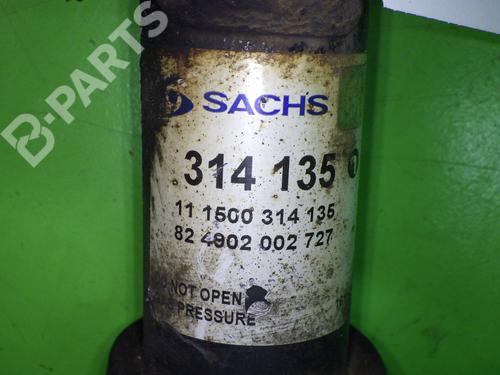 B-PARTS
SACHS
314 135
11 1500 314 135
82 4902 002 727
NOT OPEN
PRESSURE